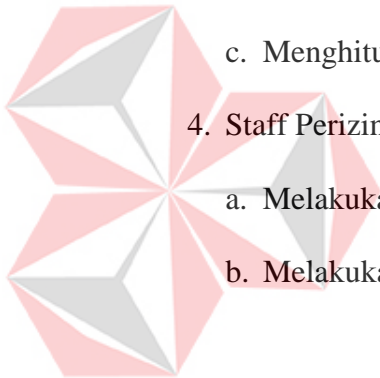 c. Menghitu
4. Staff Perizin
a. Melakuka
b. Melakuka